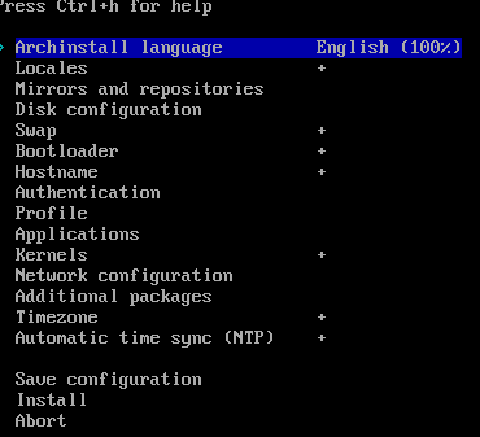 Press Ctrl+h for help
> Archinstall language English (100%)
Locales +
Mirrors and repositories
Disk configuration
Swap +
Bootloader +
Hostname +
Authentication
Profile
Applications
Kernels +
Network configuration
Additional packages
Timezone +
Automatic time sync (NTP) +
Save configuration
Install
Abort